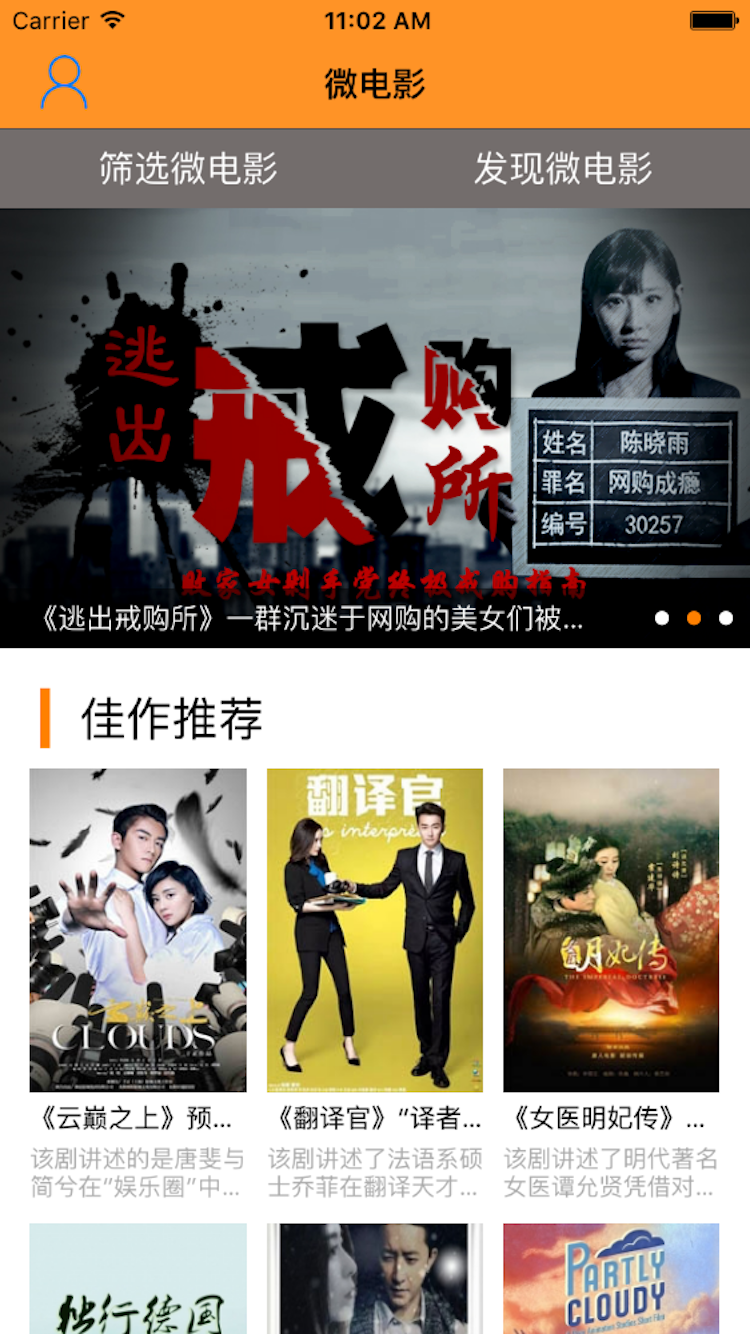 Carrier 11:02 AM
微电影
筛选微电影 发现微电影
逃出戒购所
姓名 陈晓雨
罪名 网购成瘾
编号 30257
败家女剁手党终极戒购指南
《逃出戒购所》一群沉迷于网购的美女们被...
佳作推荐
云巅之上
CLOUDS
翻译官
明妃传
THE IMPERIAL DOCTRESS
《云巅之上》预...
《翻译官》“译者...
《女医明妃传》...
该剧讲述的是唐斐与
简兮在“娱乐圈”中...
该剧讲述了法语系硕
士乔菲在翻译天才...
该剧讲述了明代著名
女医谭允贤凭借对...
独行德国
PARTLY
CLOUDY